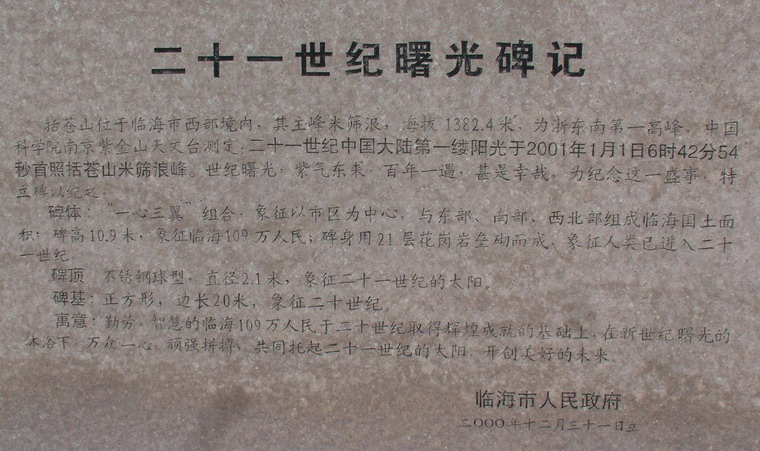 二十一世纪曙光碑记
括苍山位于临海市西部境内，其主峰米筛浪，海拔1382.4米，为浙东南第一高峰，中国
科学院南京紫金山天文台测定：二十一世纪中国大陆第一缕阳光于2001年1月1日6时42分54
秒首照括苍山米筛浪峰。世纪曙光，紫气东来，百年一遇，甚是幸哉。为纪念这一盛事，特
立碑以纪之。
碑体：“一心三翼”组合，象征以市区为中心，与东部、南部、西北部组成临海国土面
积；碑高10.9米，象征临海109万人民；碑身用21层花岗岩垒砌而成，象征人类已进入二十
一世纪
碑顶 不锈钢球型，直径2.1米，象征二十一世纪的太阳。
碑基：正方形，边长20米，象征二十世纪
寓意：勤劳、智慧的临海109万人民于二十世纪取得辉煌成就的基础上，在新世纪曙光的
沐浴下，万众一心，顽强拼搏，共同托起二十一世纪的太阳，开创美好的未来
临海市人民政府
二〇〇〇年十二月三十一日立